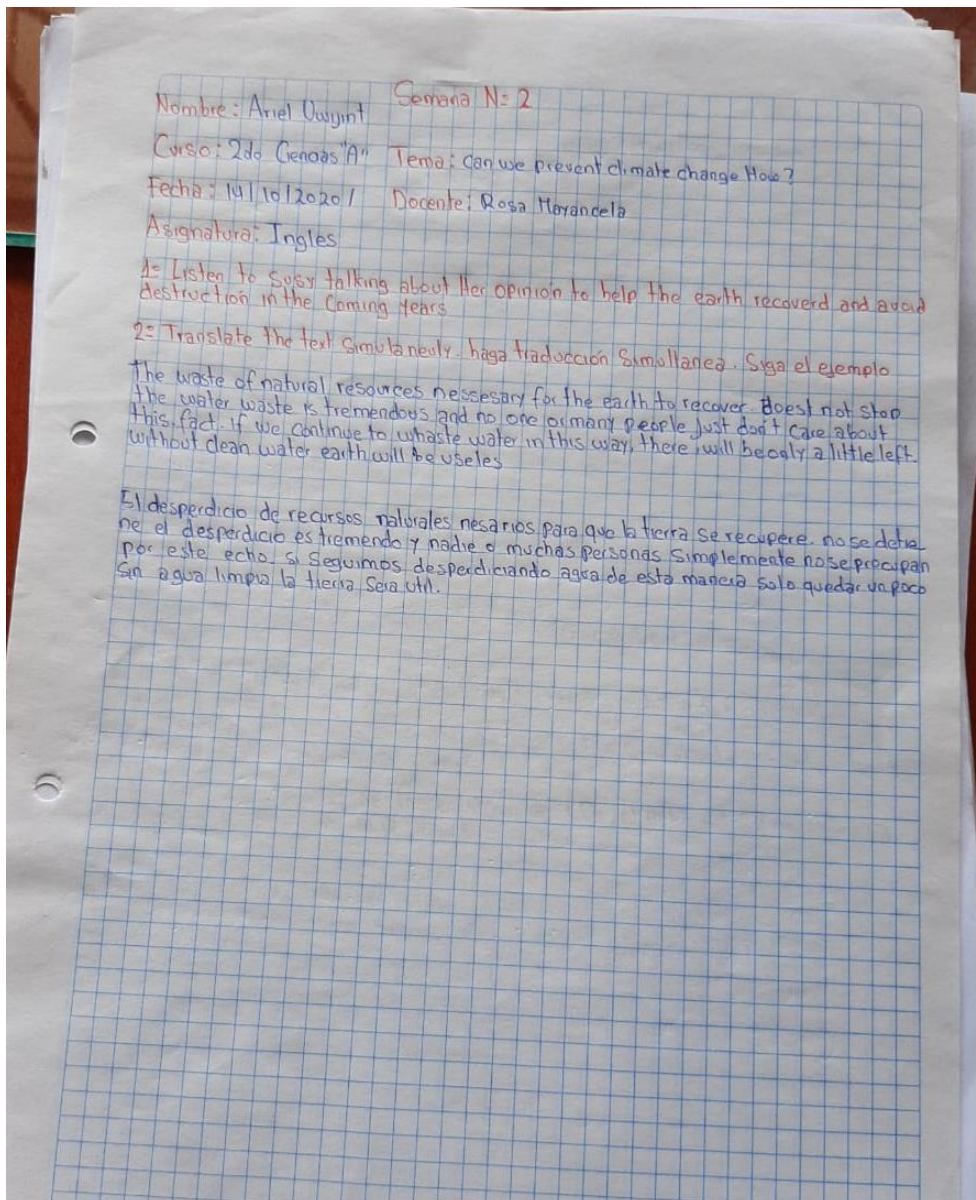 Semana N= 2
Nombre: Ariel
Curso: 2do Ciencias "A" Tema: Can we prevent climate change How?
Fecha: 14/10/2020/ Docente: Rosa
Asignatura: Ingles
1= Listen to Susy talking about Her opinion to help the earth recoverd and avoid
destruction in the Coming Years
2= Translate the text Simulaneuly. haga traducción Simullanea. Siga el ejemplo
The waste of natural resources nessesary for the earth to recover. Doest not stop
the water waste is tremendous and no one or many people Just don't Care about
this. fact. If we continue to whaste water in this way, there, will be only a little left.
without clean water earth will be useles
El desperdicio de recursos naturales nesarios para que la tierra se recupere. no se detie
ne el desperdicio es tremendo y nadie o muchas personas Simplemente no se procupan
por este echo. si Seguimos desperdiciando agua de esta manera solo quedar un poco
Sin agua limpia la tierra Sera util.